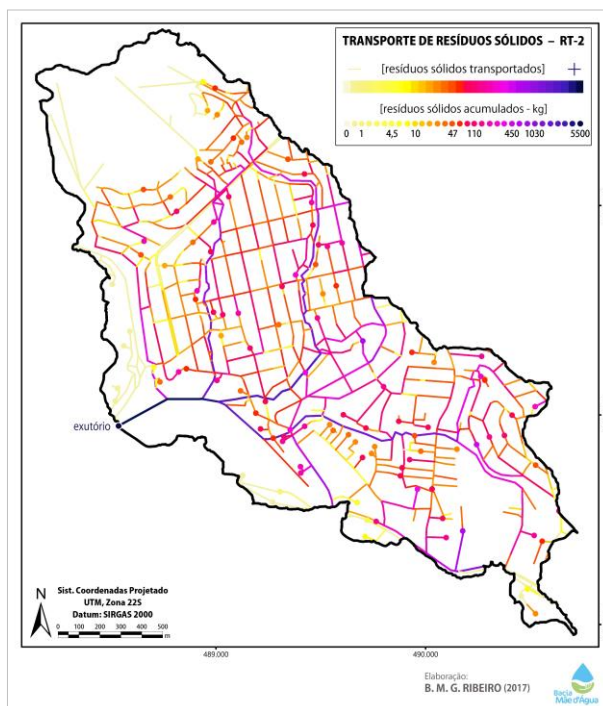 TRANSPORTE DE RESÍDUOS SÓLIDOS – RT-2
— [resíduos sólidos transportados] +
[resíduos sólidos acumulados - kg]
0 1 4,5 10 47 110 450 1030 5500
exutório
N
Sist. Coordenadas Projetado
UTM, Zona 22S
Datum: SIRGAS 2000
0 100 200 300 400 500
m
489.000 490.000
Elaboração:
B. M. G. RIBEIRO (2017)
Bacia
Mãe d'Água